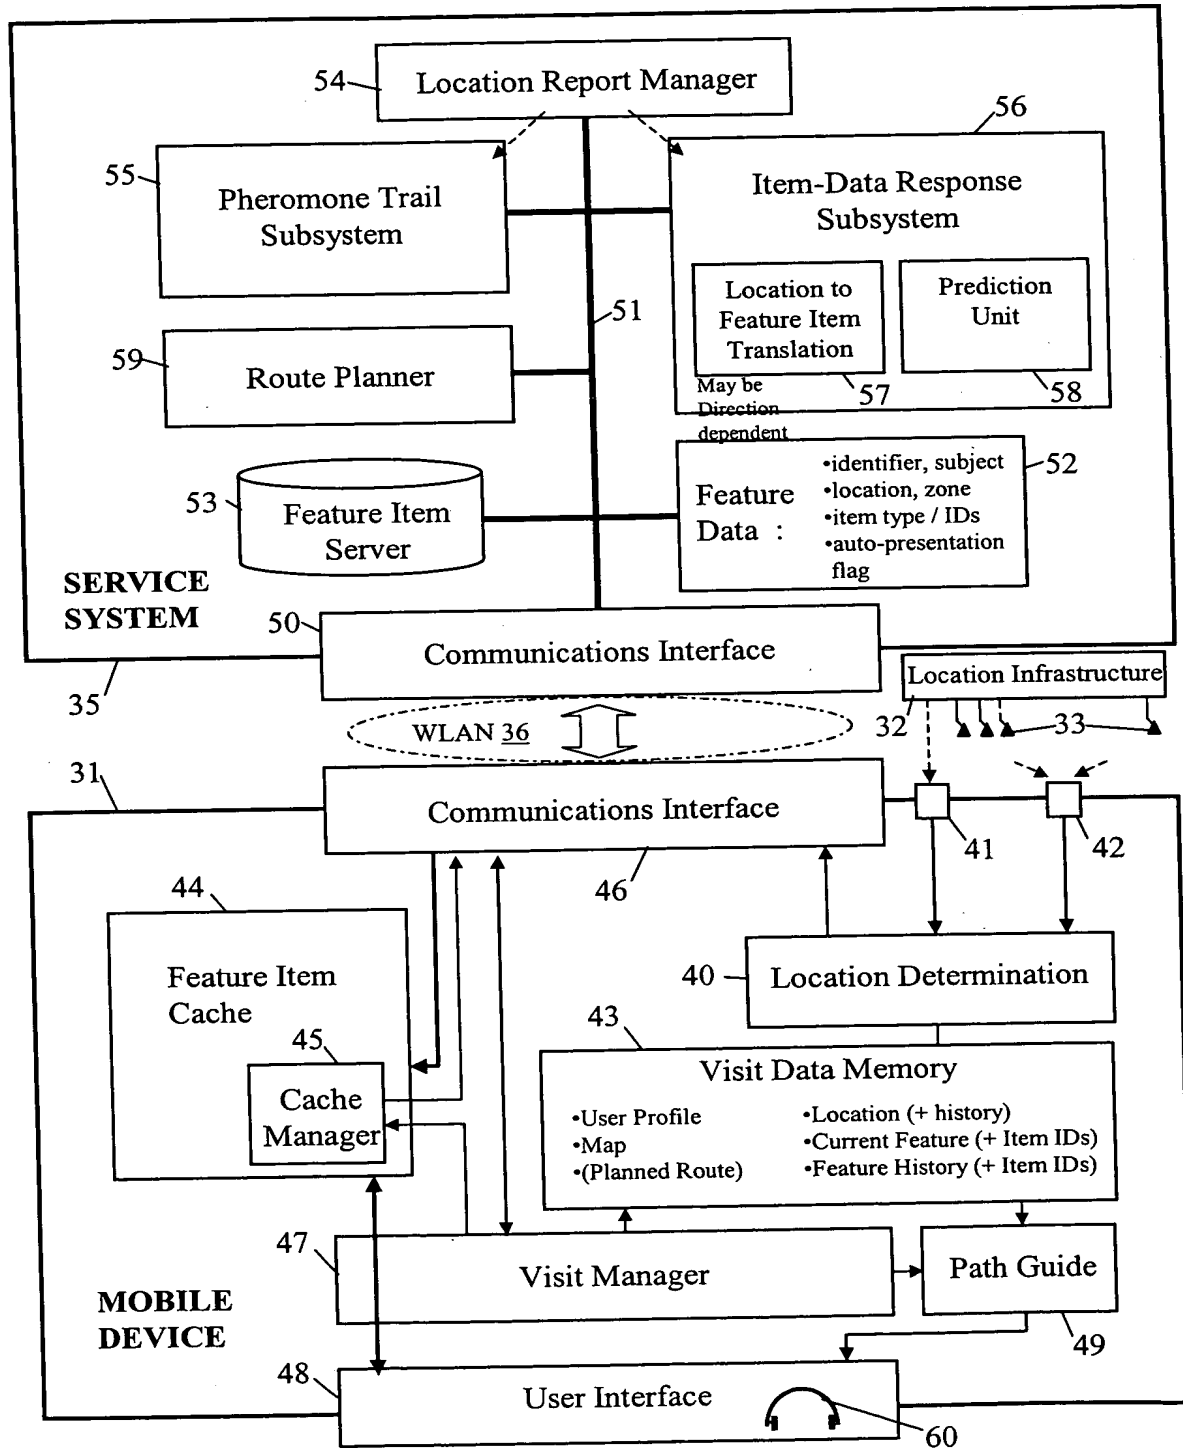 54
Location Report Manager
56
55
Pheromone Trail
Subsystem
Item-Data Response
Subsystem
Location to
Feature Item
Translation
Prediction
Unit
51
59
Route Planner
57
58
May be
Direction
dependent
53
Feature Item
Server
Feature
Data :
•identifier, subject
•location, zone
•item type / IDs
•auto-presentation
flag
52
SERVICE
SYSTEM
50
Communications Interface
35
Location Infrastructure
32
33
WLAN 36
31
Communications Interface
41
42
46
44
Feature Item
Cache
40
Location Determination
45
Cache
Manager
43
Visit Data Memory
•User Profile
•Map
•(Planned Route)
•Location (+ history)
•Current Feature (+ Item IDs)
•Feature History (+ Item IDs)
47
Visit Manager
Path Guide
49
MOBILE
DEVICE
48
User Interface
60